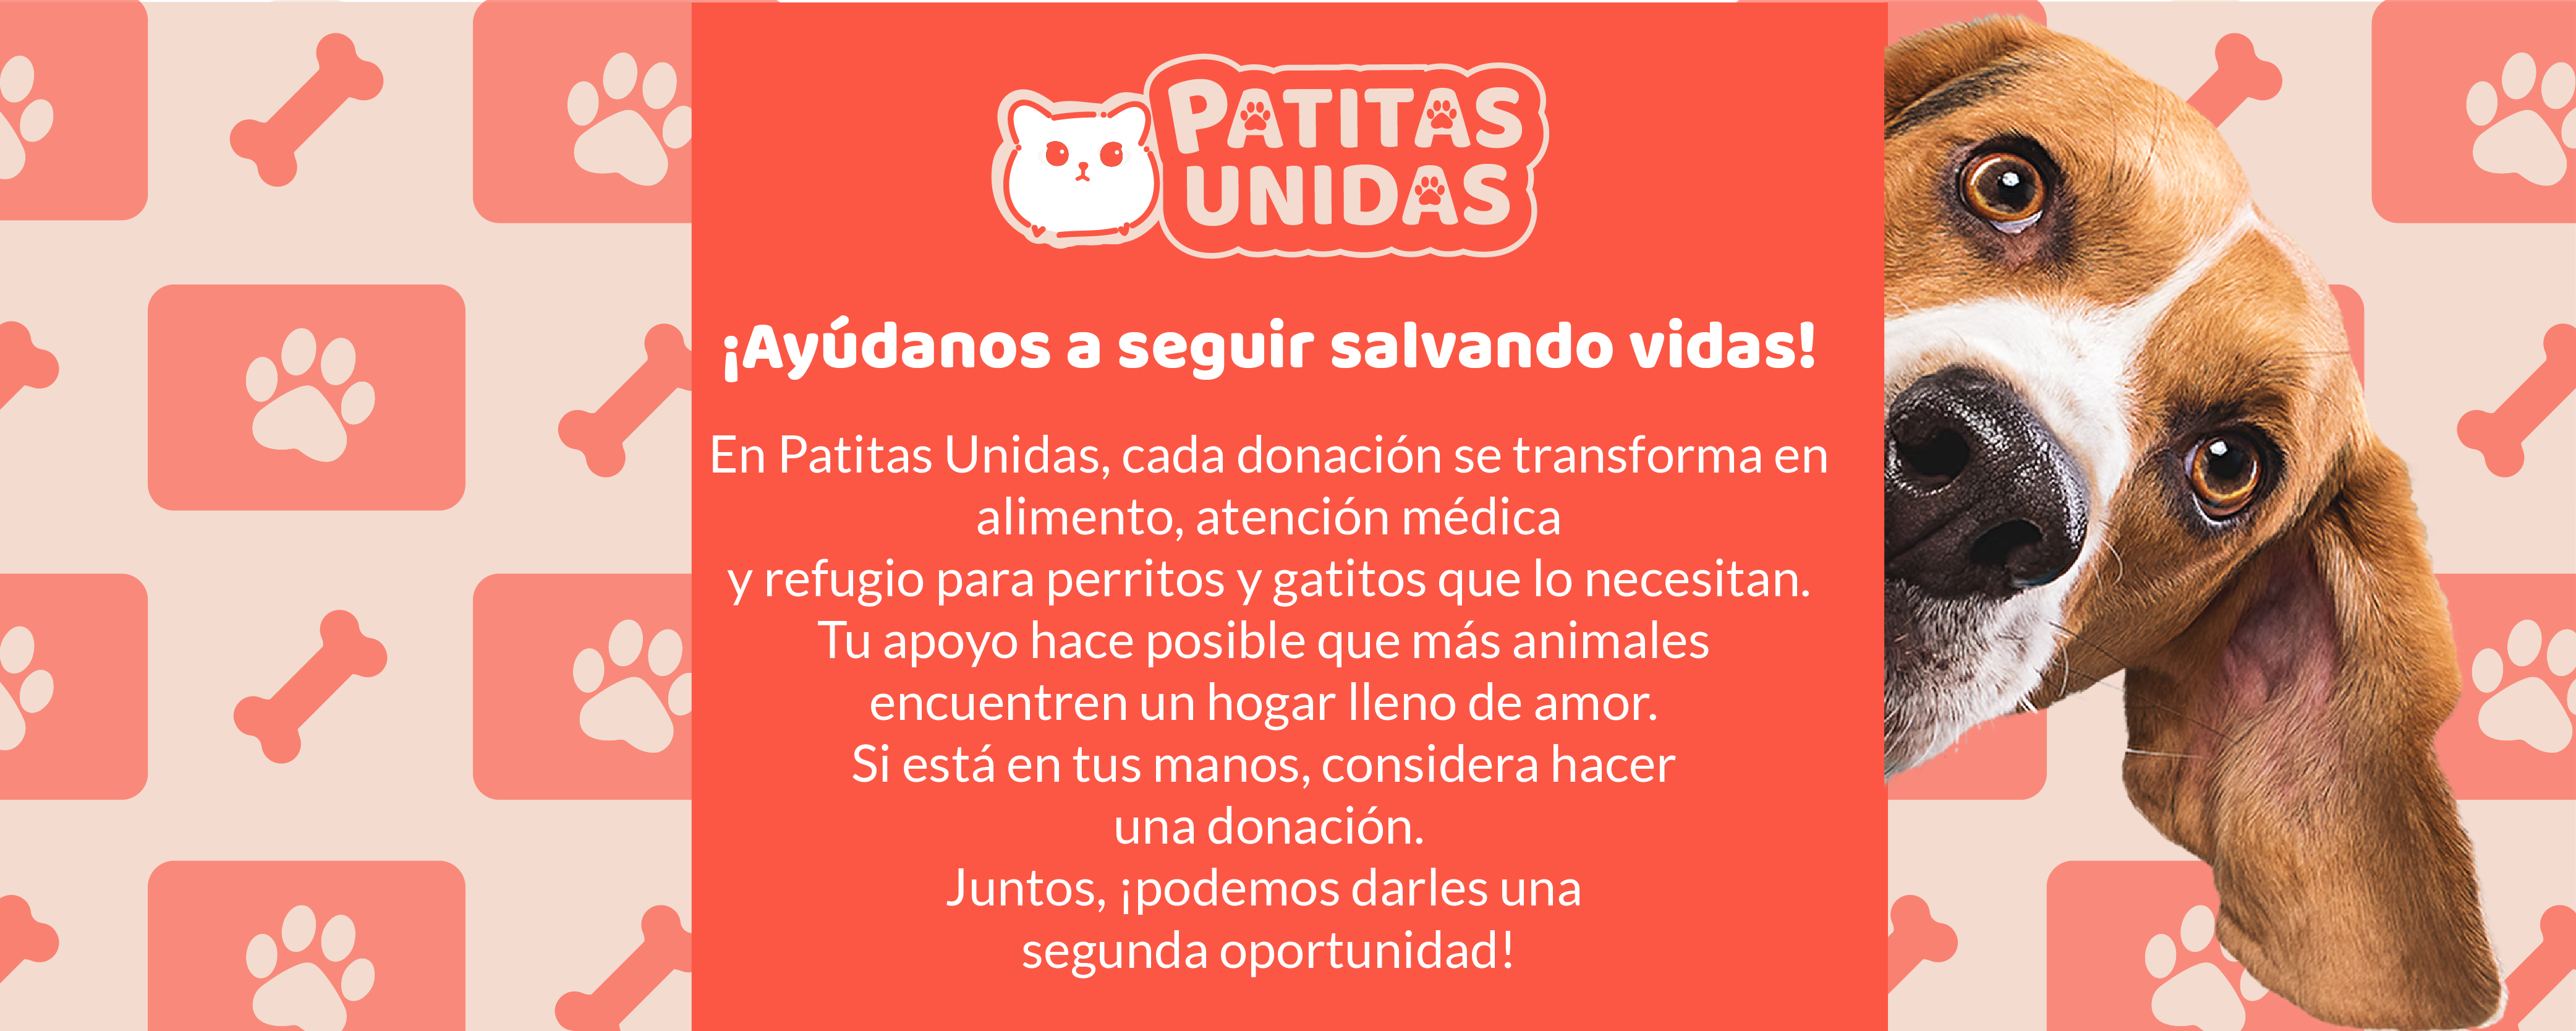 PATITAS
UNIDAS
¡Ayúdanos a seguir salvando vidas!
En Patitas Unidas, cada donación se transforma en
alimento, atención médica
y refugio para perritos y gatitos que lo necesitan.
Tu apoyo hace posible que más animales
encuentren un hogar lleno de amor.
Si está en tus manos, considera hacer
una donación.
Juntos, ¡podemos darles una
segunda oportunidad!